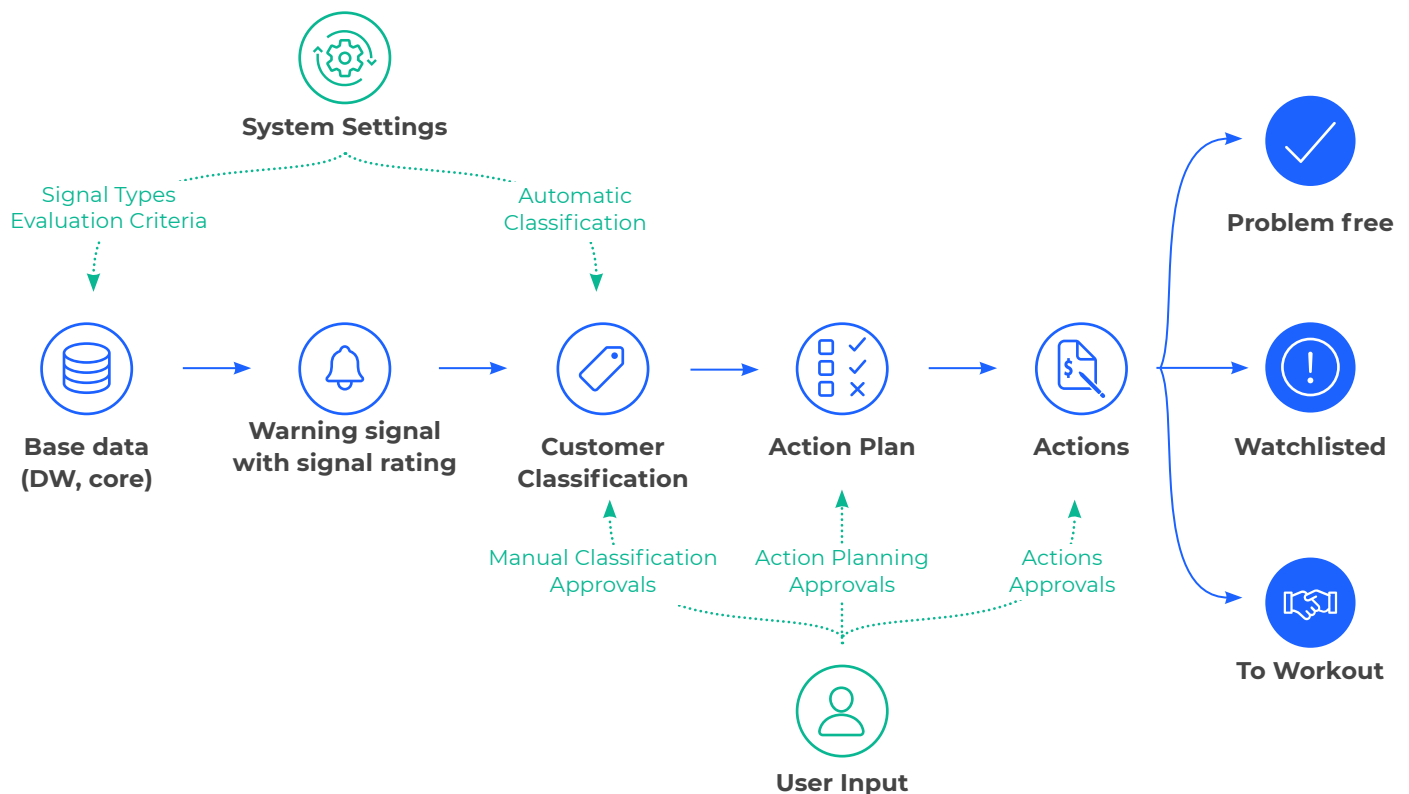 System Settings
Signal Types
Evaluation Criteria
Automatic
Classification
Problem free
Base data
(DW, core)
Warning signal
with signal rating
Customer
Classification
Action Plan
$
Actions
!
Watchlisted
Manual Classification
Approvals
Action Planning
Approvals
Actions
Approvals
To Workout
User Input